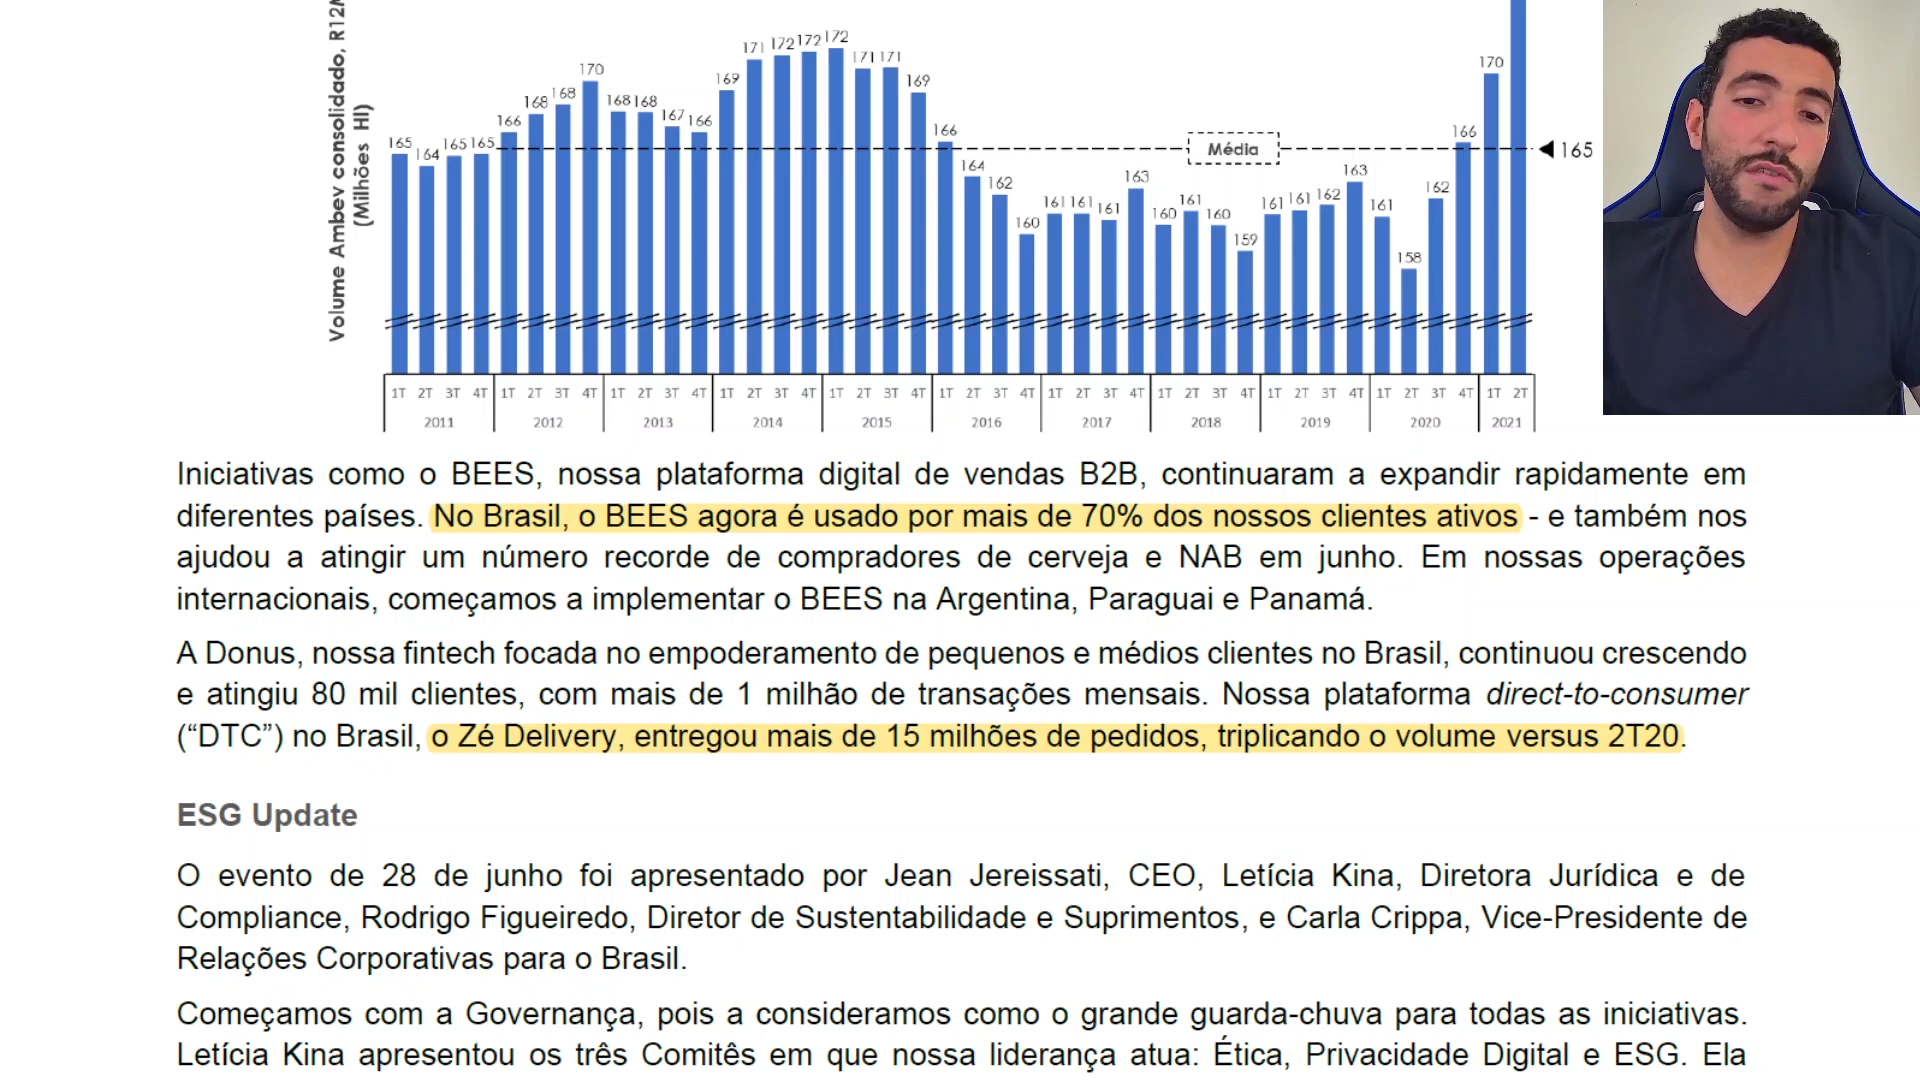 Volume Ambev consolidado, R12M
(Milhões Hl)
165 164 165 165 166 168 168 170 168 168 167 166 169 171 172 172 172 171 171 169 166 164 162 160 161 161 161 163 160 161 160 159 161 161 162 163 161 158 162 166 170
Média
165
1T 2T 3T 4T 1T 2T 3T 4T 1T 2T 3T 4T 1T 2T 3T 4T 1T 2T 3T 4T 1T 2T 3T 4T 1T 2T 3T 4T 1T 2T 3T 4T 1T 2T 3T 4T 1T 2T 3T 4T 1T 2T
2011 2012 2013 2014 2015 2016 2017 2018 2019 2020 2021
Iniciativas como o BEES, nossa plataforma digital de vendas B2B, continuaram a expandir rapidamente em
diferentes países. No Brasil, o BEES agora é usado por mais de 70% dos nossos clientes ativos - e também nos
ajudou a atingir um número recorde de compradores de cerveja e NAB em junho. Em nossas operações
internacionais, começamos a implementar o BEES na Argentina, Paraguai e Panamá.
A Donus, nossa fintech focada no empoderamento de pequenos e médios clientes no Brasil, continuou crescendo
e atingiu 80 mil clientes, com mais de 1 milhão de transações mensais. Nossa plataforma direct-to-consumer
(“DTC”) no Brasil, o Zé Delivery, entregou mais de 15 milhões de pedidos, triplicando o volume versus 2T20.
ESG Update
O evento de 28 de junho foi apresentado por Jean Jereissati, CEO, Letícia Kina, Diretora Jurídica e de
Compliance, Rodrigo Figueiredo, Diretor de Sustentabilidade e Suprimentos, e Carla Crippa, Vice-Presidente de
Relações Corporativas para o Brasil.
Começamos com a Governança, pois a consideramos como o grande guarda-chuva para todas as iniciativas.
Letícia Kina apresentou os três Comitês em que nossa liderança atua: Ética, Privacidade Digital e ESG. Ela